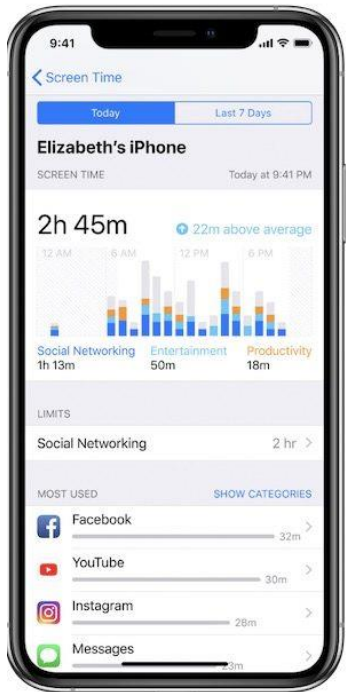 9:41
Screen Time
Today Last 7 Days
Elizabeth's iPhone
SCREEN TIME Today at 9:41 PM
2h 45m 22m above average
12 AM 6 AM 12 PM 6 PM
Social Networking Entertainment Productivity
1h 13m 50m 18m
LIMITS
Social Networking 2 hr
MOST USED SHOW CATEGORIES
Facebook
32m
YouTube
30m
Instagram
28m
Messages
23m